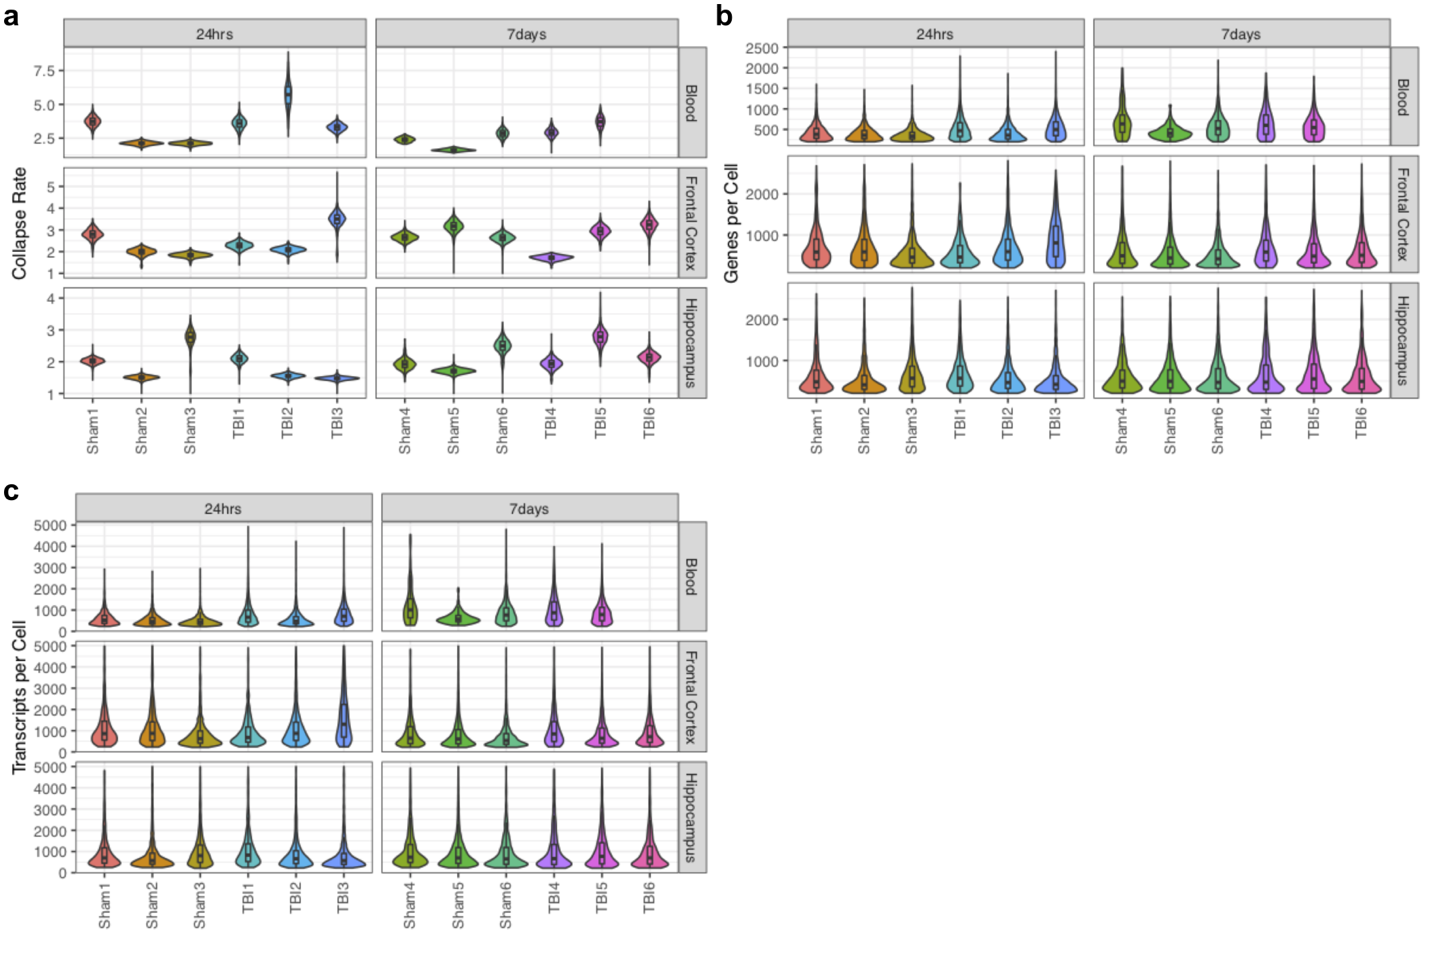 a
24hrs
7days
Collapse Rate
7.5
5.0
2.5
Blood
5
4
3
2
1
Frontal Cortex
4
3
2
1
Hippocampus
Sham1
Sham2
Sham3
TBI1
TBI2
TBI3
Sham4
Sham5
Sham6
TBI4
TBI5
TBI6
b
24hrs
7days
Genes per Cell
2500
2000
1500
1000
500
Blood
2000
1000
Frontal Cortex
2000
1000
Hippocampus
Sham1
Sham2
Sham3
TBI1
TBI2
TBI3
Sham4
Sham5
Sham6
TBI4
TBI5
TBI6
c
24hrs
7days
Transcripts per Cell
5000
4000
3000
2000
1000
0
Blood
5000
4000
3000
2000
1000
0
Frontal Cortex
5000
4000
3000
2000
1000
0
Hippocampus
Sham1
Sham2
Sham3
TBI1
TBI2
TBI3
Sham4
Sham5
Sham6
TBI4
TBI5
TBI6